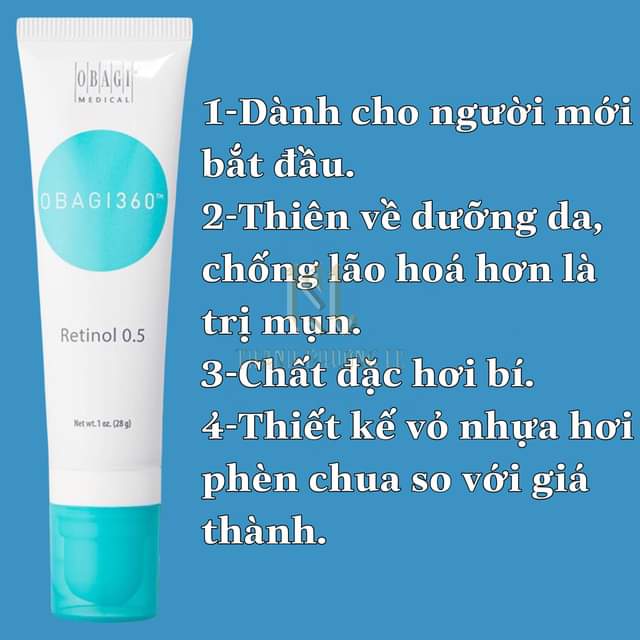 OBAGI
MEDICAL
OBAGI360™
Retinol 0.5
Net wt. 1 oz. (28 g)
1-Dành cho người mới
bắt đầu.
2-Thiên về dưỡng da,
chống lão hoá hơn là
trị mụn.
3-Chất đặc hơi bí.
4-Thiết kế vỏ nhựa hơi
phèn chua so với giá
thành.